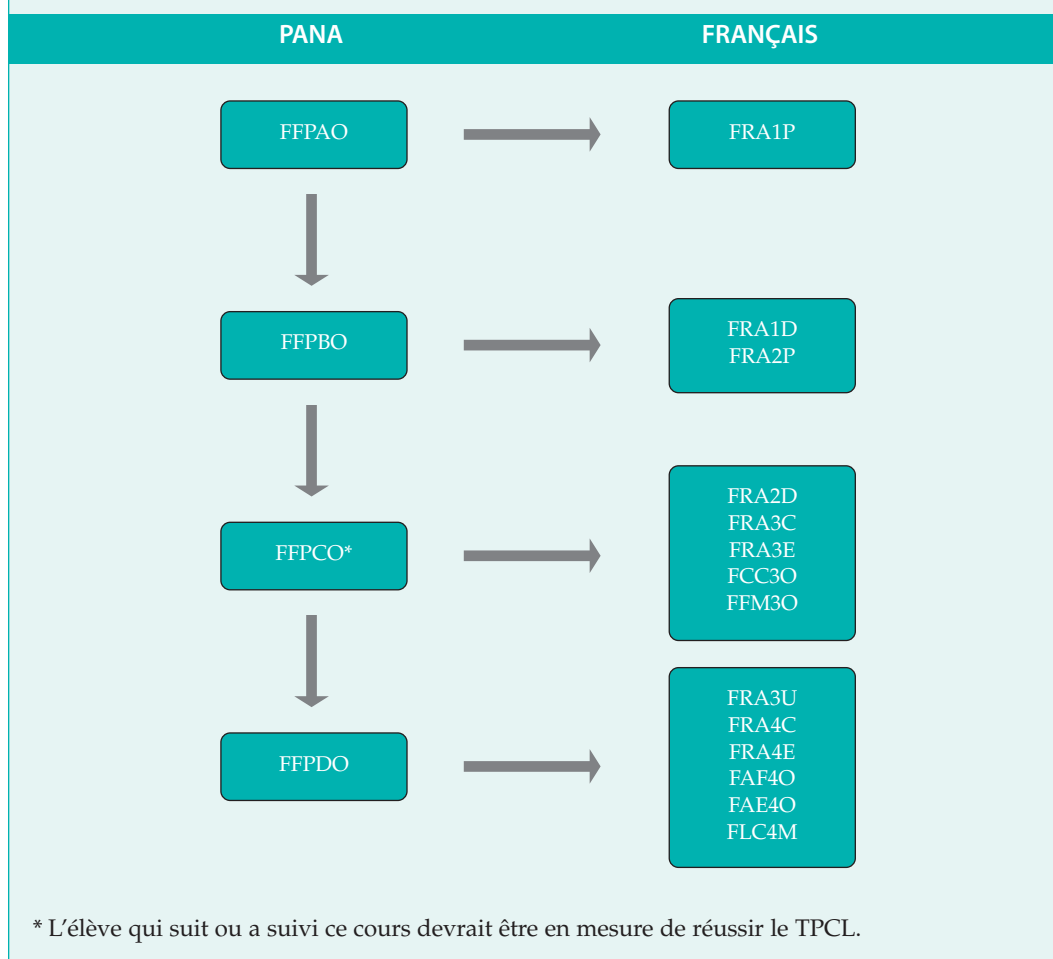 PANA FRANÇAIS
FFPAO FRA1P
FFPBO FRA1D
FRA2P
FFPCO* FRA2D
FRA3C
FRA3E
FCC3O
FFM3O
FFPDO FRA3U
FRA4C
FRA4E
FAF4O
FAE4O
FLC4M
* L'élève qui suit ou a suivi ce cours devrait être en mesure de réussir le TPCL.